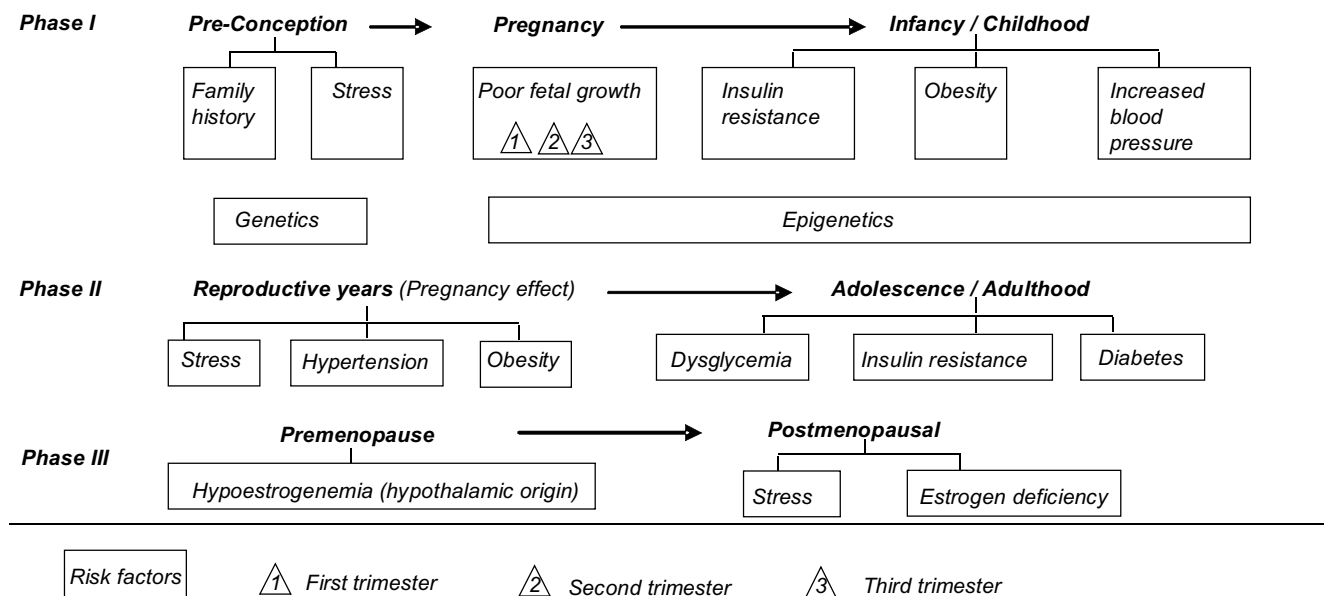 Phase I Pre-Conception Pregnancy Infancy / Childhood
Family history
Stress
Poor fetal growth
1 2 3
Insulin resistance
Obesity
Increased blood pressure
Genetics
Epigenetics
Phase II Reproductive years (Pregnancy effect) Adolescence / Adulthood
Stress
Hypertension
Obesity
Dysglycemia
Insulin resistance
Diabetes
Phase III
Premenopause
Postmenopausal
Hypoestrogenemia (hypothalamic origin)
Stress
Estrogen deficiency
Risk factors
1 First trimester
2 Second trimester
3 Third trimester